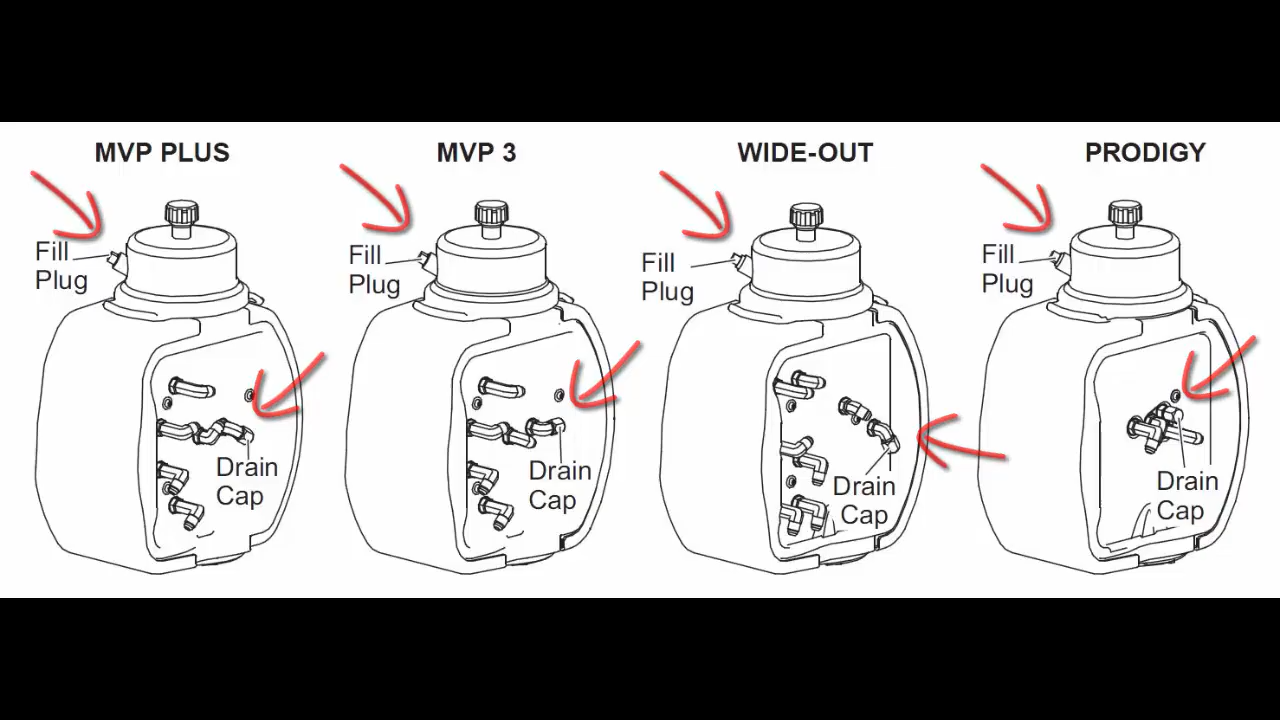 MVP PLUS
Fill
Plug
Drain
Cap
MVP 3
Fill
Plug
Drain
Cap
WIDE-OUT
Fill
Plug
Drain
Cap
PRODIGY
Fill
Plug
Drain
Cap